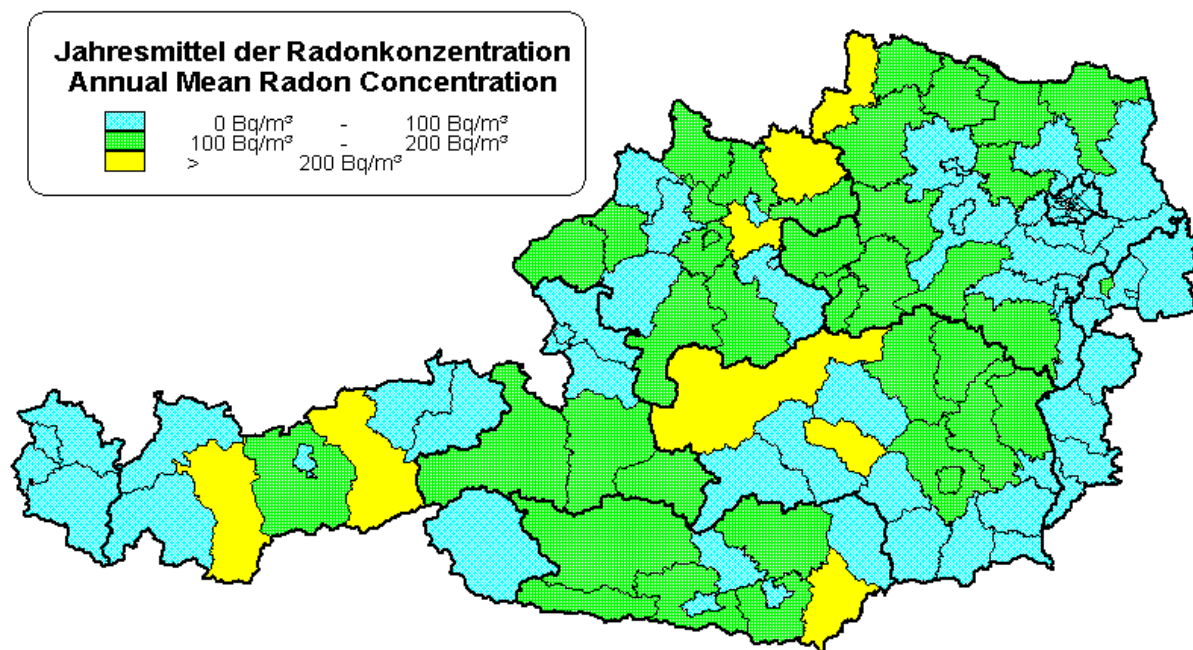 Jahresmittel der Radonkonzentration
Annual Mean Radon Concentration
0 Bq/m³ - 100 Bq/m³
100 Bq/m³ - 200 Bq/m³
> 200 Bq/m³